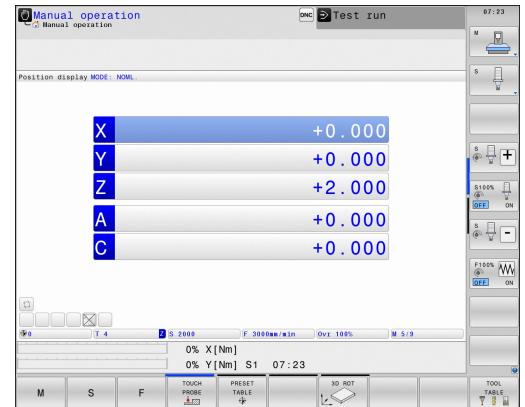 Manual operation
Manual operation
DNC
Test run
07:23
Position display MODE: NOML.
X +0.000
Y +0.000
Z +2.000
A +0.000
C +0.000
M
S
S
S100%
OFF ON
S
F100%
OFF ON
0 T 4 Z S 2000 F 3000mm/min Ovr 100% M 5/9
0% X[Nm]
0% Y[Nm] S1 07:23
M
S
F
TOUCH
PROBE
PRESET
TABLE
3D ROT
TOOL
TABLE